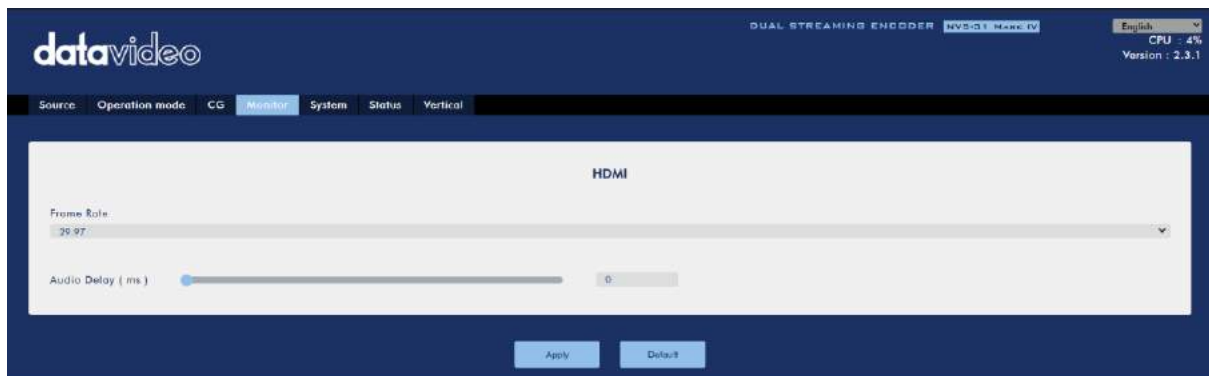 datavideo
DUAL STREAMING ENCODER NVS-31 Mark IV
English
CPU : 4%
Version : 2.3.1
Source Operation mode CG Monitor System Status Vertical
HDMI
Frame Rate
29.97
Audio Delay ( ms ) 0
Apply Default